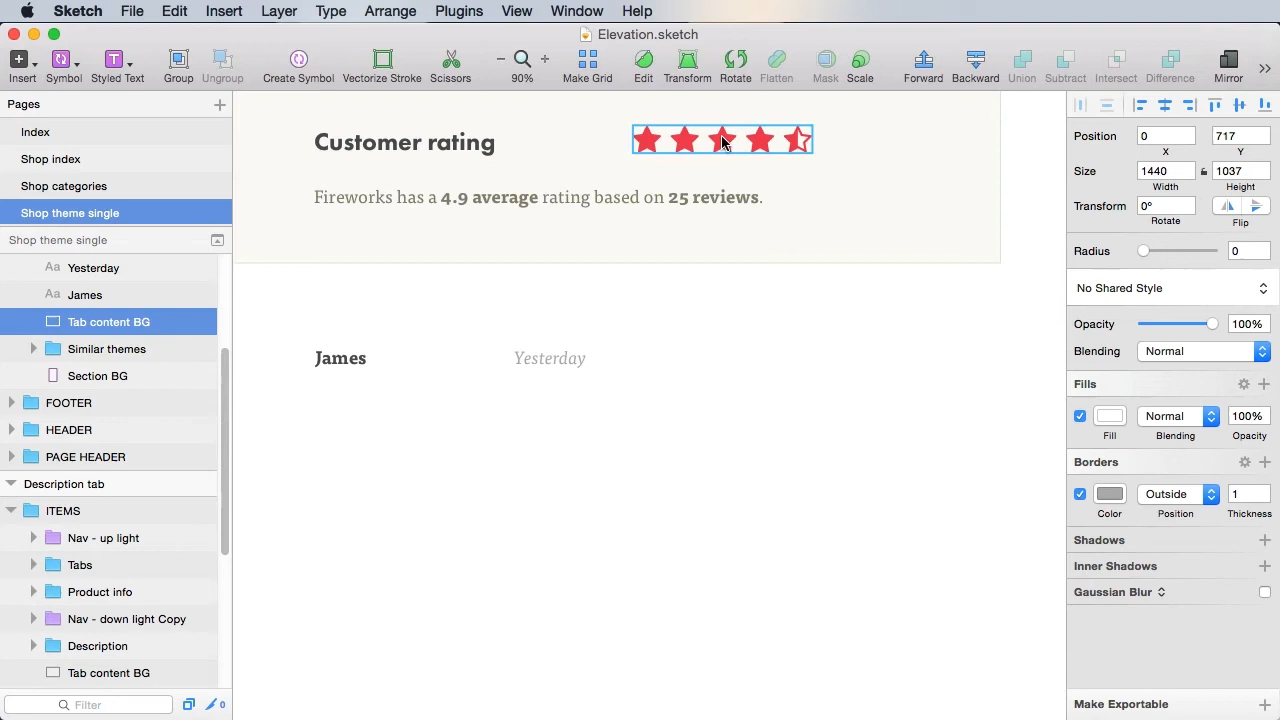 Sketch File Edit Insert Layer Type Arrange Plugins View Window Help
Elevation.sketch
Insert Symbol Styled Text Group Ungroup Create Symbol Vectorize Stroke Scissors 90% Make Grid Edit Transform Rotate Flatten Mask Scale Forward Backward Union Subtract Intersect Difference Mirror
Pages
Index
Shop index
Shop categories
Shop theme single
Shop theme single
Aa Yesterday
Aa James
Tab content BG
Similar themes
Section BG
FOOTER
HEADER
PAGE HEADER
Description tab
ITEMS
Nav - up light
Tabs
Product info
Nav - down light Copy
Description
Tab content BG
Filter
0
Customer rating
Fireworks has a 4.9 average rating based on 25 reviews.
James Yesterday
Position 0 717
X Y
Size 1440 1037
Width Height
Transform 0º
Rotate Flip
Radius 0
No Shared Style
Opacity 100%
Blending Normal
Fills
Normal 100%
Fill Blending Opacity
Borders
Outside 1
Color Position Thickness
Shadows
Inner Shadows
Gaussian Blur
Make Exportable